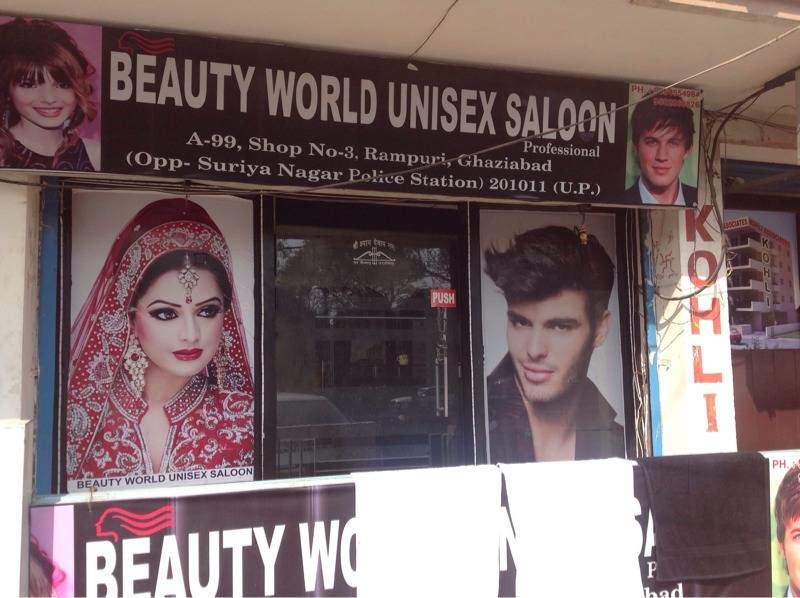 BEAUTY WORLD UNISEX SALOON
Professional
A-99, Shop No-3, Rampuri, Ghaziabad
(Opp- Suriya Nagar Police Station) 201011 (U.P.)
PUSH
BEAUTY WORLD UNISEX SALOON
KOHLI
KOHLI
BEAUTY WO